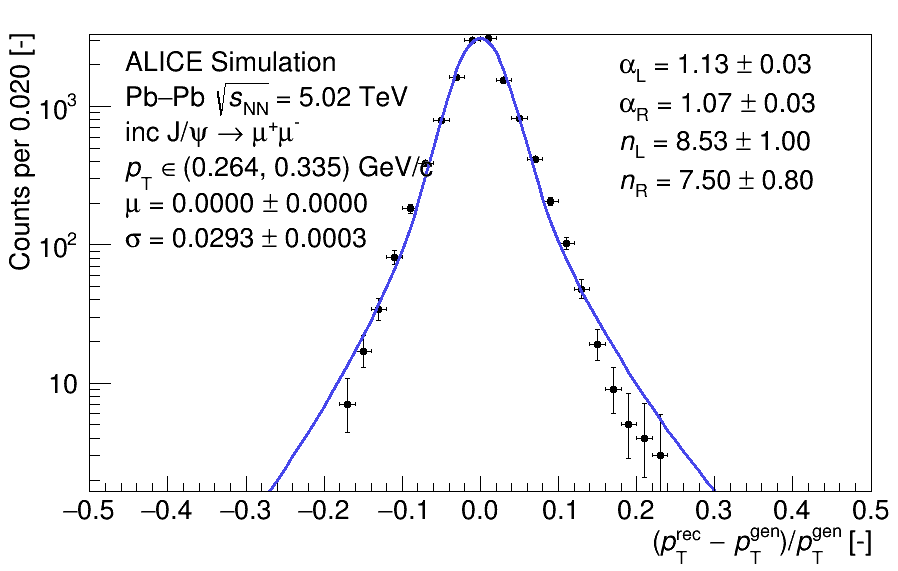 ALICE Simulation
Pb–Pb √sNN = 5.02 TeV
inc J/ψ → μ⁺μ⁻
pT ∈ (0.264, 0.335) GeV/c
μ = 0.0000 ± 0.0000
σ = 0.0293 ± 0.0003
αL = 1.13 ± 0.03
αR = 1.07 ± 0.03
nL = 8.53 ± 1.00
nR = 7.50 ± 0.80
Counts per 0.020 [-]
10³
10²
10
−0.5 −0.4 −0.3 −0.2 −0.1 0.0 0.1 0.2 0.3 0.4 0.5
(pTrec − pTgen)/pTgen [-]